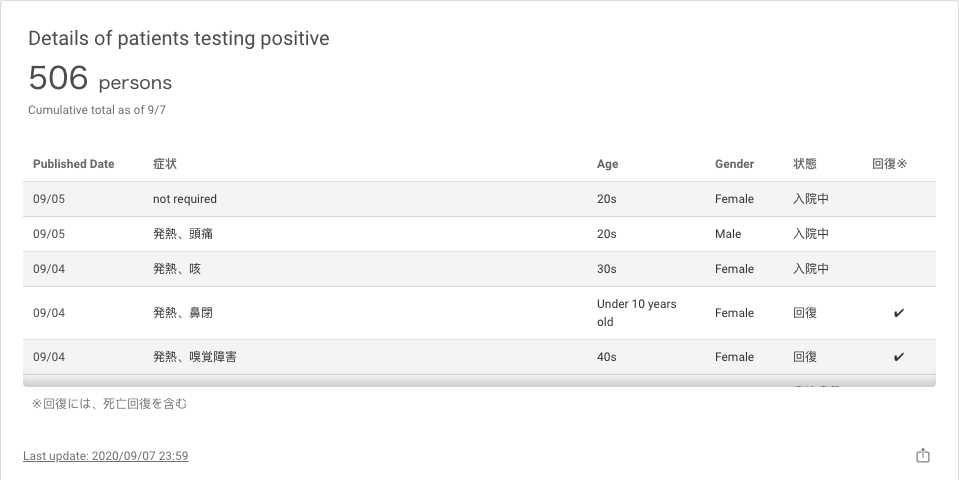 Details of patients testing positive
506 persons
Cumulative total as of 9/7
Published Date 症状 Age Gender 状態 回復※
09/05 not required 20s Female 入院中
09/05 発熱、頭痛 20s Male 入院中
09/04 発熱、咳 30s Female 入院中
09/04 発熱、鼻閉 Under 10 years old Female 回復 ✔
09/04 発熱、嗅覚障害 40s Female 回復 ✔
※回復には、死亡回復を含む
Last update: 2020/09/07 23:59